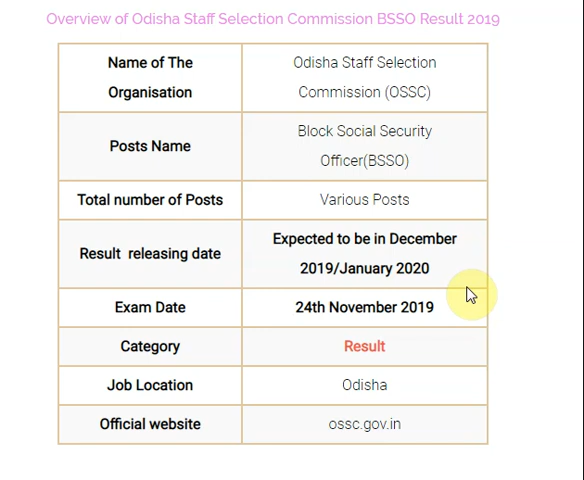 Overview of Odisha Staff Selection Commission BSSO Result 2019
Name of The
Organisation
Odisha Staff Selection
Commission (OSSC)
Posts Name
Block Social Security
Officer(BSSO)
Total number of Posts
Various Posts
Result releasing date
Expected to be in December
2019/January 2020
Exam Date
24th November 2019
Category
Result
Job Location
Odisha
Official website
ossc.gov.in